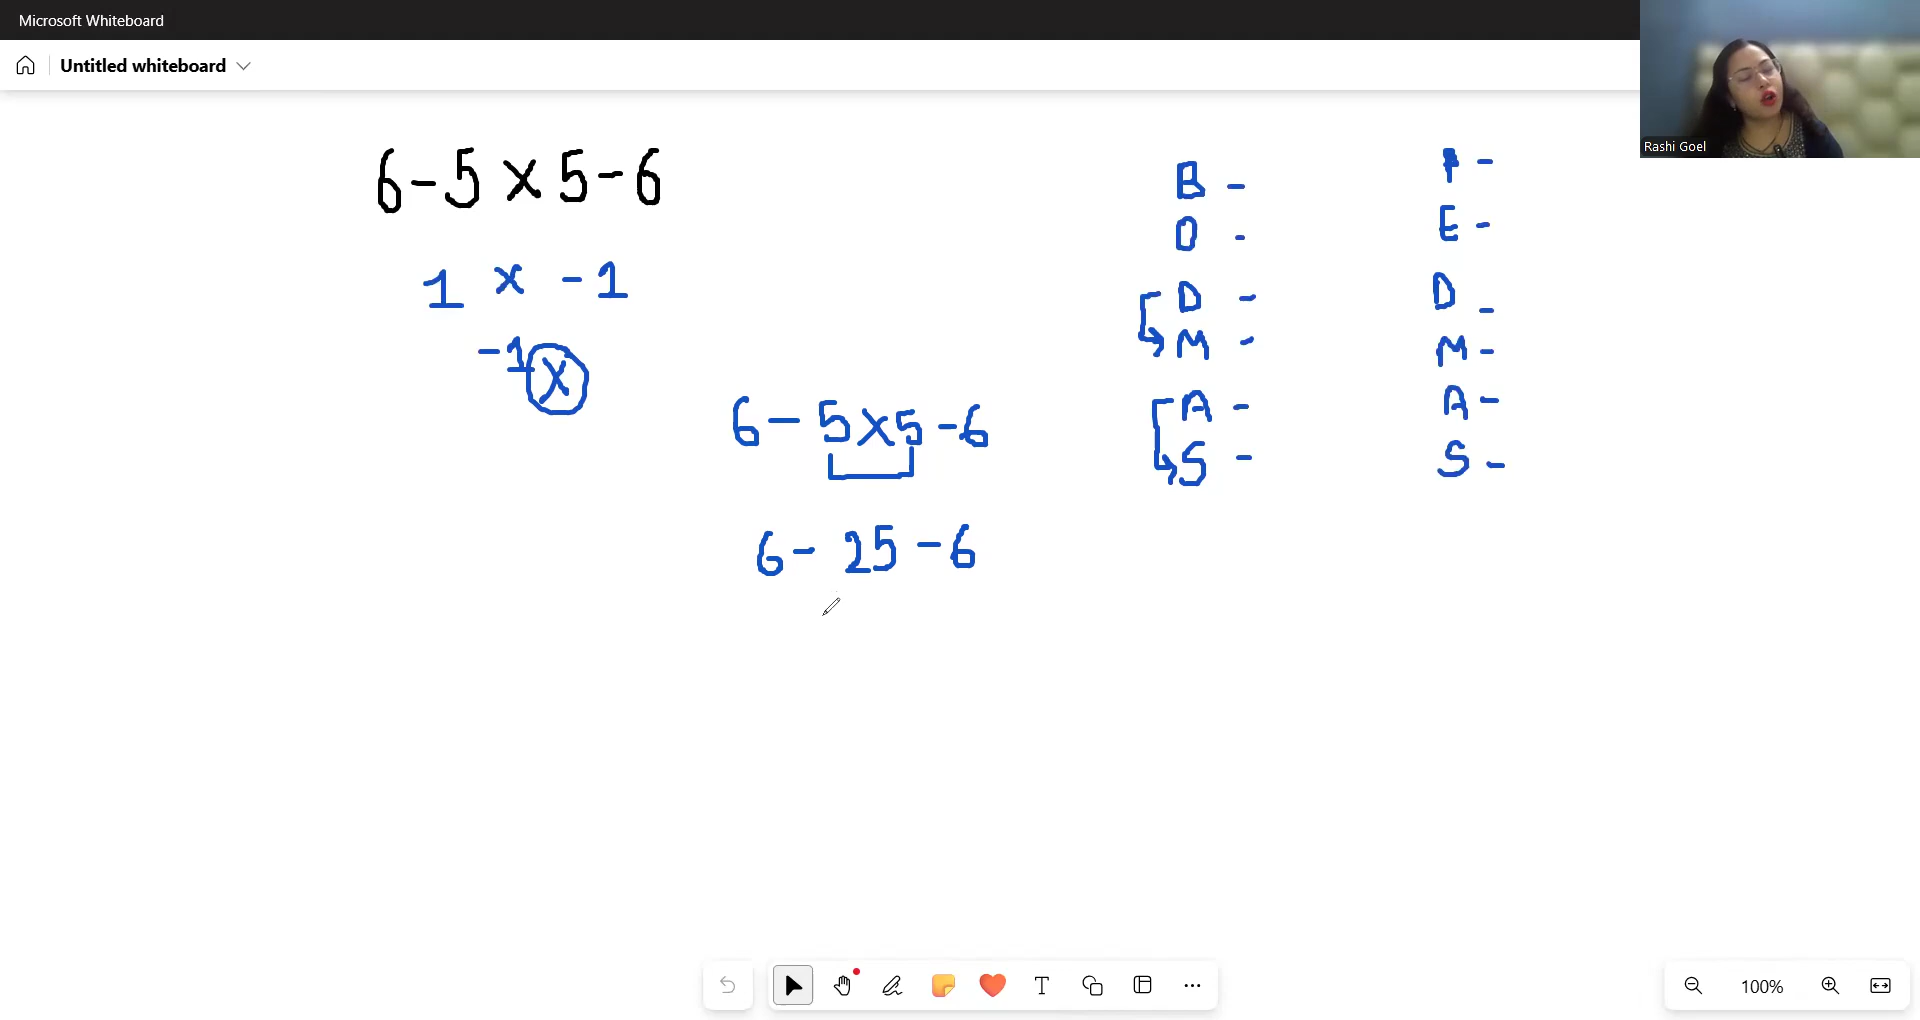 Microsoft Whiteboard
Untitled whiteboard
Rashi Goel
6-5×5-6
1 × -1
-1 ×
6-5×5-6
6-25-6
B -
O -
D -
M -
A -
S -
P -
E -
D -
M -
A -
S -
100%